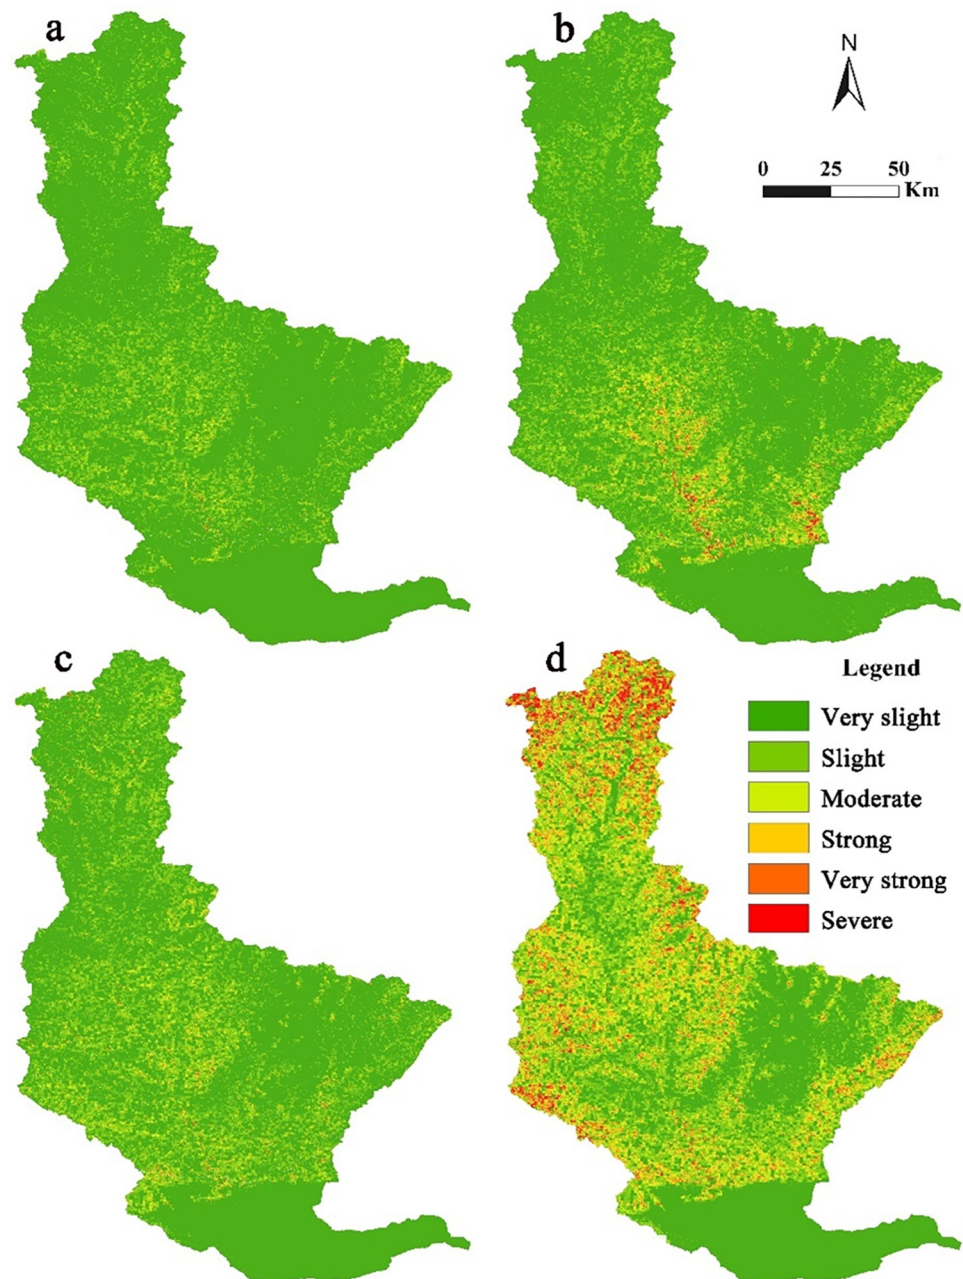 a
b
N
0 25 50
Km
c
d
Legend
Very slight
Slight
Moderate
Strong
Very strong
Severe